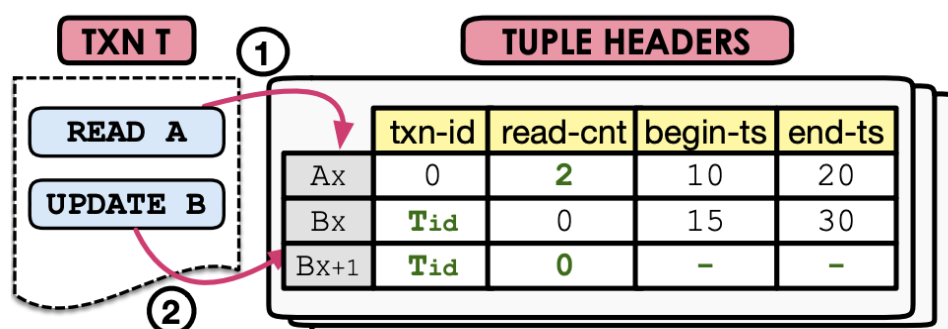 TXN T
1
TUPLE HEADERS
READ A
UPDATE B
2
txn-id read-cnt begin-ts end-ts
Ax 0 2 10 20
Bx Tid 0 15 30
Bx+1 Tid 0 – –